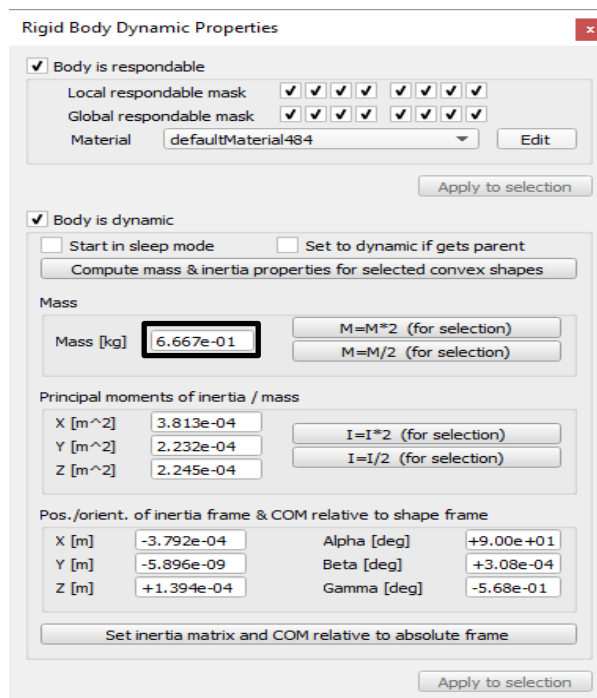 Rigid Body Dynamic Properties
x
Body is respondable
Local respondable mask
Global respondable mask
Material defaultMaterial484 Edit
Apply to selection
Body is dynamic
Start in sleep mode Set to dynamic if gets parent
Compute mass & inertia properties for selected convex shapes
Mass
Mass [kg] 6.667e-01 M=M*2 (for selection)
M=M/2 (for selection)
Principal moments of inertia / mass
X [m^2] 3.813e-04
I=I*2 (for selection)
Y [m^2] 2.232e-04
I=I/2 (for selection)
Z [m^2] 2.245e-04
Pos./orient. of inertia frame & COM relative to shape frame
X [m] -3.792e-04 Alpha [deg] +9.00e+01
Y [m] -5.896e-09 Beta [deg] +3.08e-04
Z [m] +1.394e-04 Gamma [deg] -5.68e-01
Set inertia matrix and COM relative to absolute frame
Apply to selection